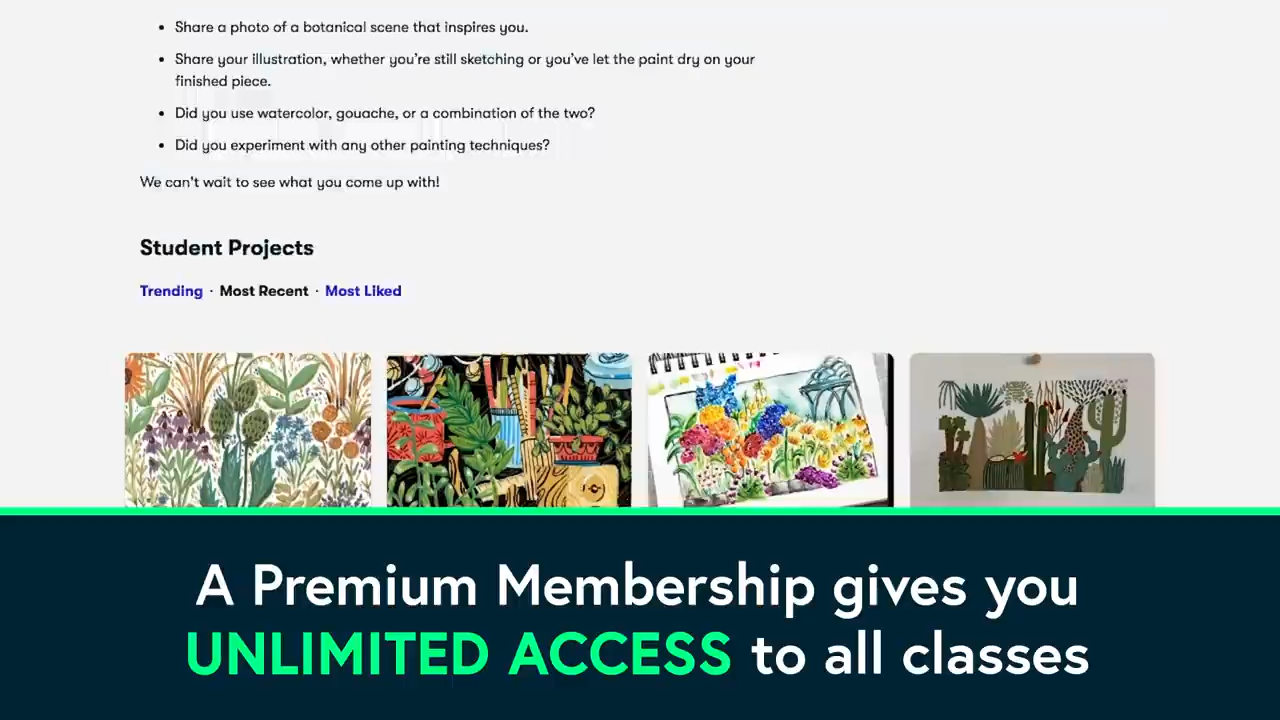 Share a photo of a botanical scene that inspires you.
Share your illustration, whether you’re still sketching or you’ve let the paint dry on your
finished piece.
Did you use watercolor, gouache, or a combination of the two?
Did you experiment with any other painting techniques?
We can't wait to see what you come up with!
Student Projects
Trending · Most Recent · Most Liked
A Premium Membership gives you
UNLIMITED ACCESS to all classes